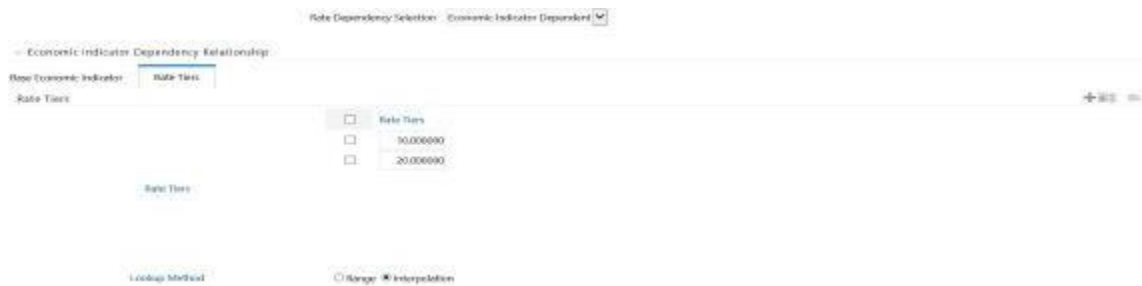 Rate Dependency Selection Economic Indicator Dependent
Economic Indicator Dependency Relationship
Base Economic Indicator Rate Tiers
Rate Tiers
Rate Tiers
10.000000
20.000000
Rate Tiers
Lookup Method Range Interpolation